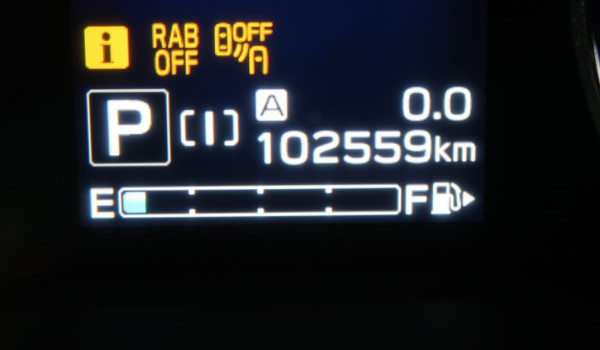 i RAB OFF OFF A
P [I] A 0.0
102559km
E F